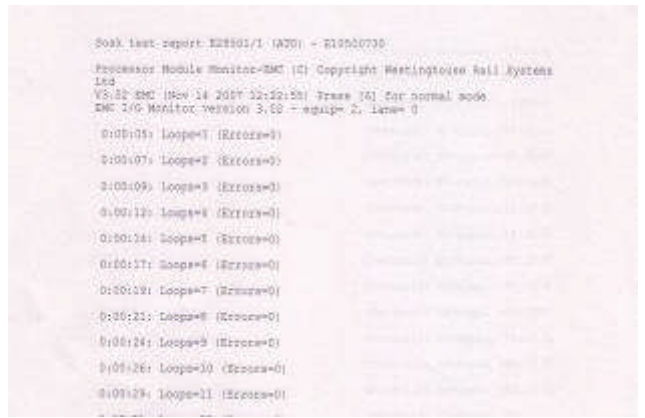 Soak test report E28501/1 (ATO) - E10500730
Processor Module Monitor-EMC (C) Copyright Westinghouse Rail Systems
Ltd
V3.02 EMC (Nov 14 2007 12:22:55) Press [6] for normal mode
EMC I/O Monitor version 3.02 - equip= 2, lane= 0
0:00:05: Loops=1 (Errors=0)
0:00:07: Loops=2 (Errors=0)
0:00:09: Loops=3 (Errors=0)
0:00:12: Loops=4 (Errors=0)
0:00:14: Loops=5 (Errors=0)
0:00:17: Loops=6 (Errors=0)
0:00:19: Loops=7 (Errors=0)
0:00:21: Loops=8 (Errors=0)
0:00:24: Loops=9 (Errors=0)
0:00:26: Loops=10 (Errors=0)
0:00:29: Loops=11 (Errors=0)